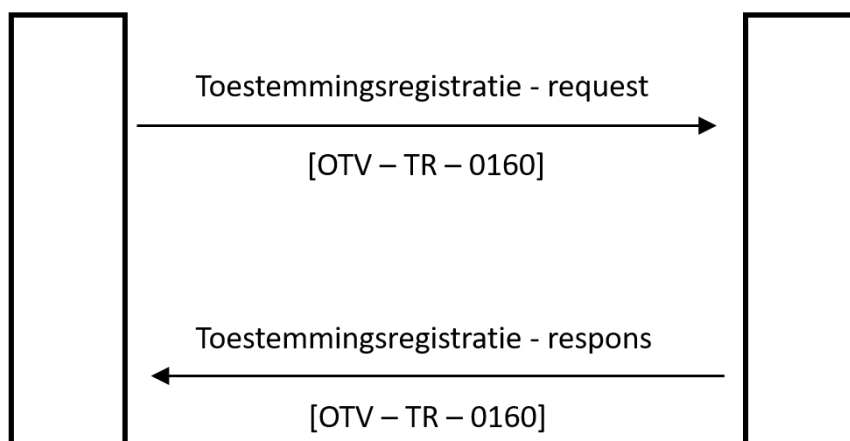 Toestemmingsregistratie - request
[OTV – TR – 0160]
Toestemmingsregistratie - respons
[OTV – TR – 0160]